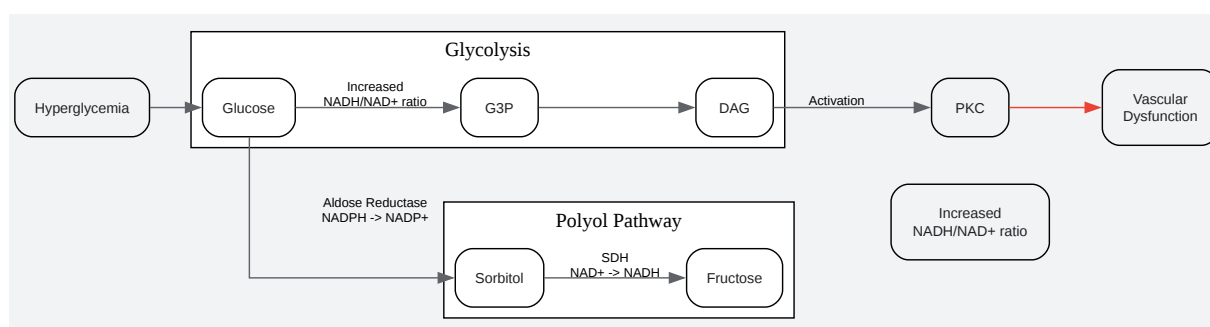 Glycolysis
Hyperglycemia
Glucose
Increased
NADH/NAD+ ratio
G3P
DAG
Activation
PKC
Vascular
Dysfunction
Aldose Reductase
NADPH -> NADP+
Polyol Pathway
Sorbitol
SDH
NAD+ -> NADH
Fructose
Increased
NADH/NAD+ ratio